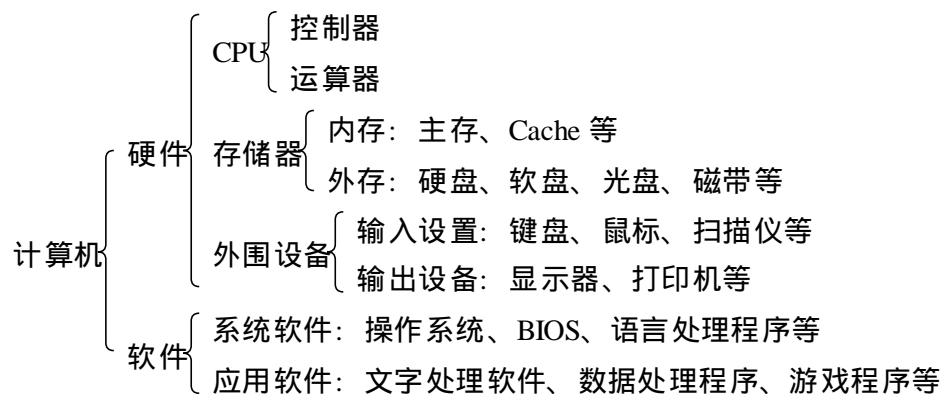 控制器
CPU
运算器
内存：主存、Cache 等
硬件
存储器
外存：硬盘、软盘、光盘、磁带等
输入设置：键盘、鼠标、扫描仪等
计算机
外围设备
输出设备：显示器、打印机等
系统软件：操作系统、BIOS、语言处理程序等
软件
应用软件：文字处理软件、数据处理程序、游戏程序等